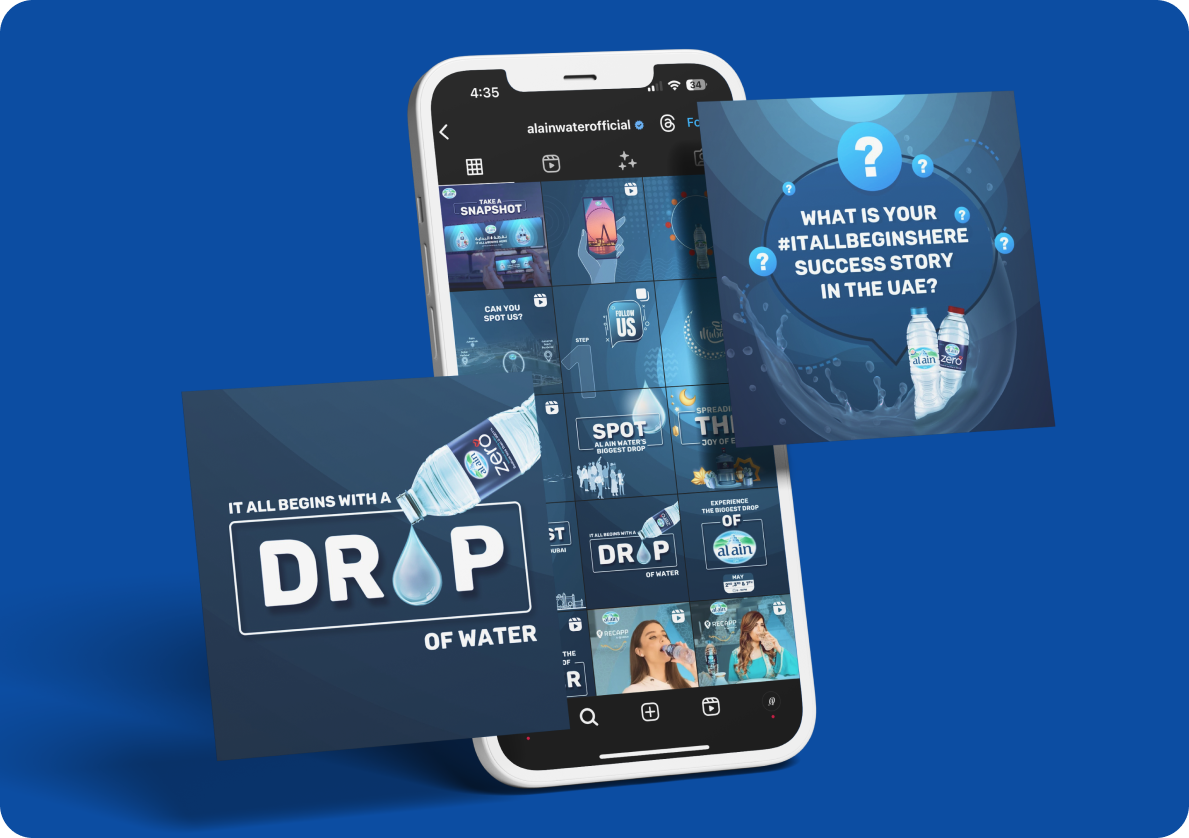 4:35
34
alainwaterofficial
TAKE A
SNAPSHOT
CAN YOU
SPOT US?
STEP
1
FOLLOW
US
SPOT
AL AIN WATER'S
BIGGEST DROP
JOY OF E
IT ALL BEGINS WITH A
DROP
OF WATER
EXPERIENCE
THE BIGGEST DROP
OF
al ain
MAY
RECAPP
RECAPP
WHAT IS YOUR
#ITALLBEGINSHERE
SUCCESS STORY
IN THE UAE?
?
?
?
?
?
?
al ain
zero
IT ALL BEGINS WITH A
DROP
OF WATER
al ain
zero